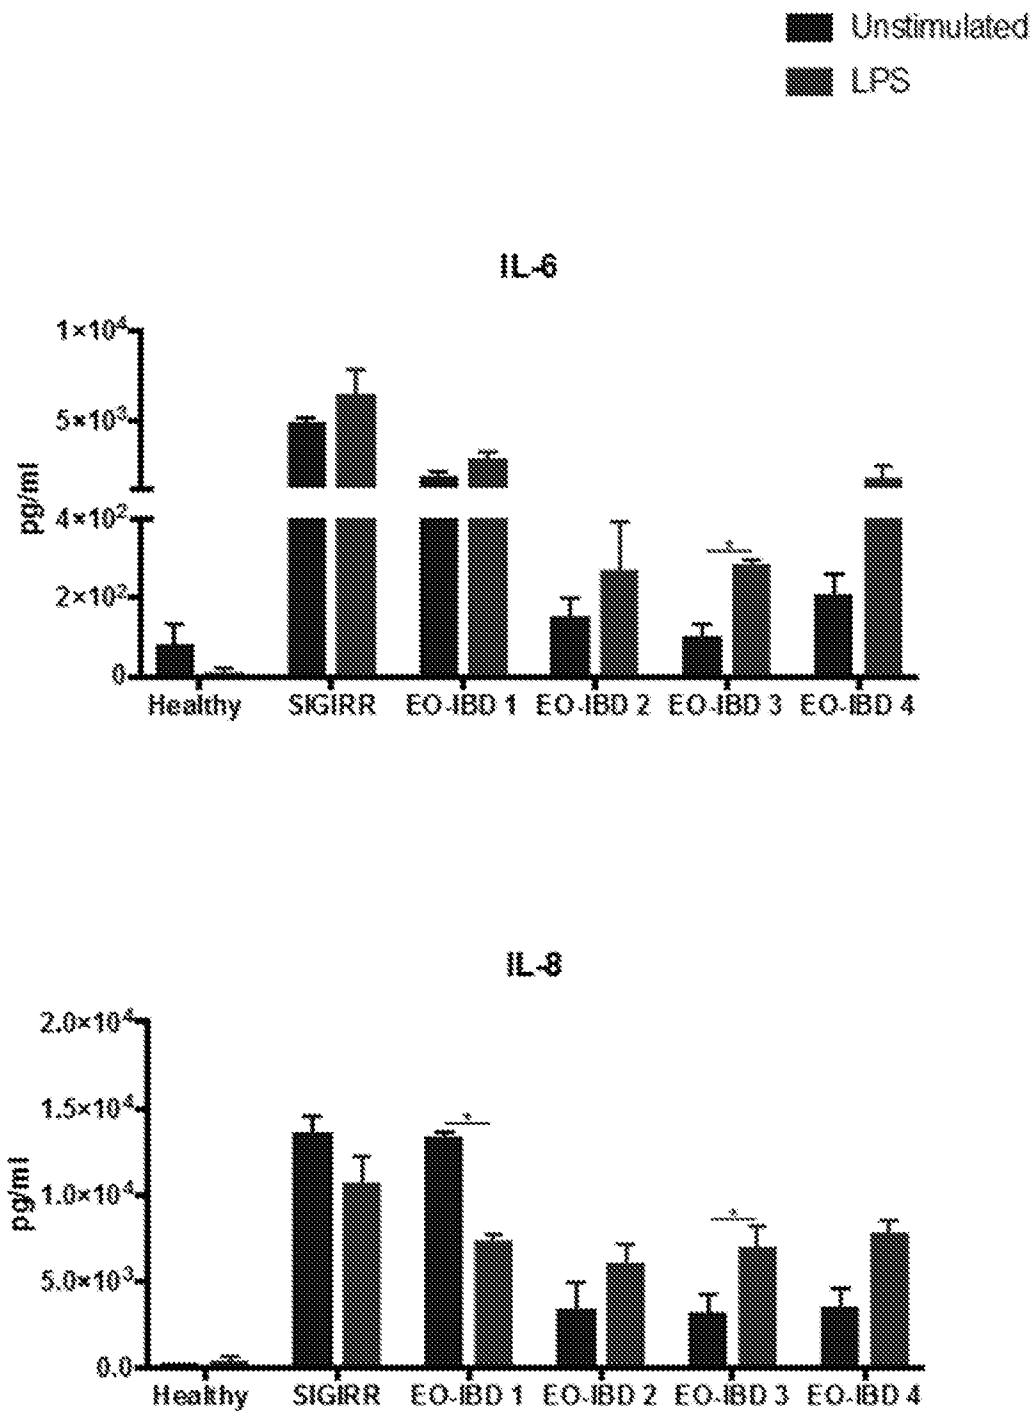 Unstimulated
LPS
IL-6
1×10⁴
5×10³
4×10²
2×10²
0
pg/ml
Healthy SIGIRR EO-IBD 1 EO-IBD 2 EO-IBD 3 EO-IBD 4
*
IL-8
2.0×10⁴
1.5×10⁴
1.0×10⁴
5.0×10³
0.0
pg/ml
* *
Healthy SIGIRR EO-IBD 1 EO-IBD 2 EO-IBD 3 EO-IBD 4